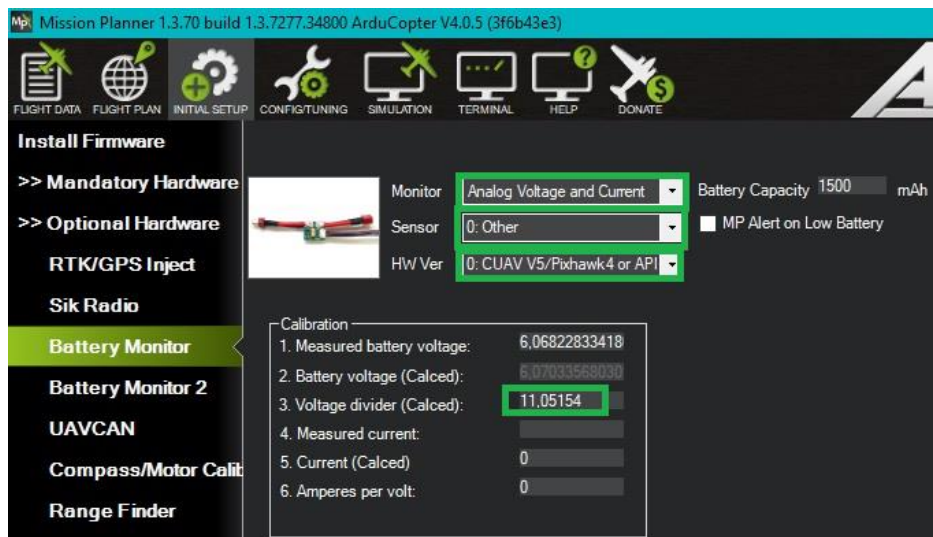 Mission Planner 1.3.70 build 1.3.7277.34800 ArduCopter V4.0.5 (3f6b43e3)
FLIGHT DATA FLIGHT PLAN INITIAL SETUP CONFIG/TUNING SIMULATION TERMINAL HELP DONATE
Install Firmware
>> Mandatory Hardware
>> Optional Hardware
RTK/GPS Inject
Sik Radio
Battery Monitor
Battery Monitor 2
UAVCAN
Compass/Motor Calib
Range Finder
Monitor Analog Voltage and Current Battery Capacity 1500 mAh
Sensor 0: Other MP Alert on Low Battery
HW Ver 0: CUAV V5/Pixhawk4 or API
Calibration
1. Measured battery voltage: 6,06822833418
2. Battery voltage (Calced): 6,07033568030
3. Voltage divider (Calced): 11,05154
4. Measured current:
5. Current (Calced) 0
6. Amperes per volt: 0